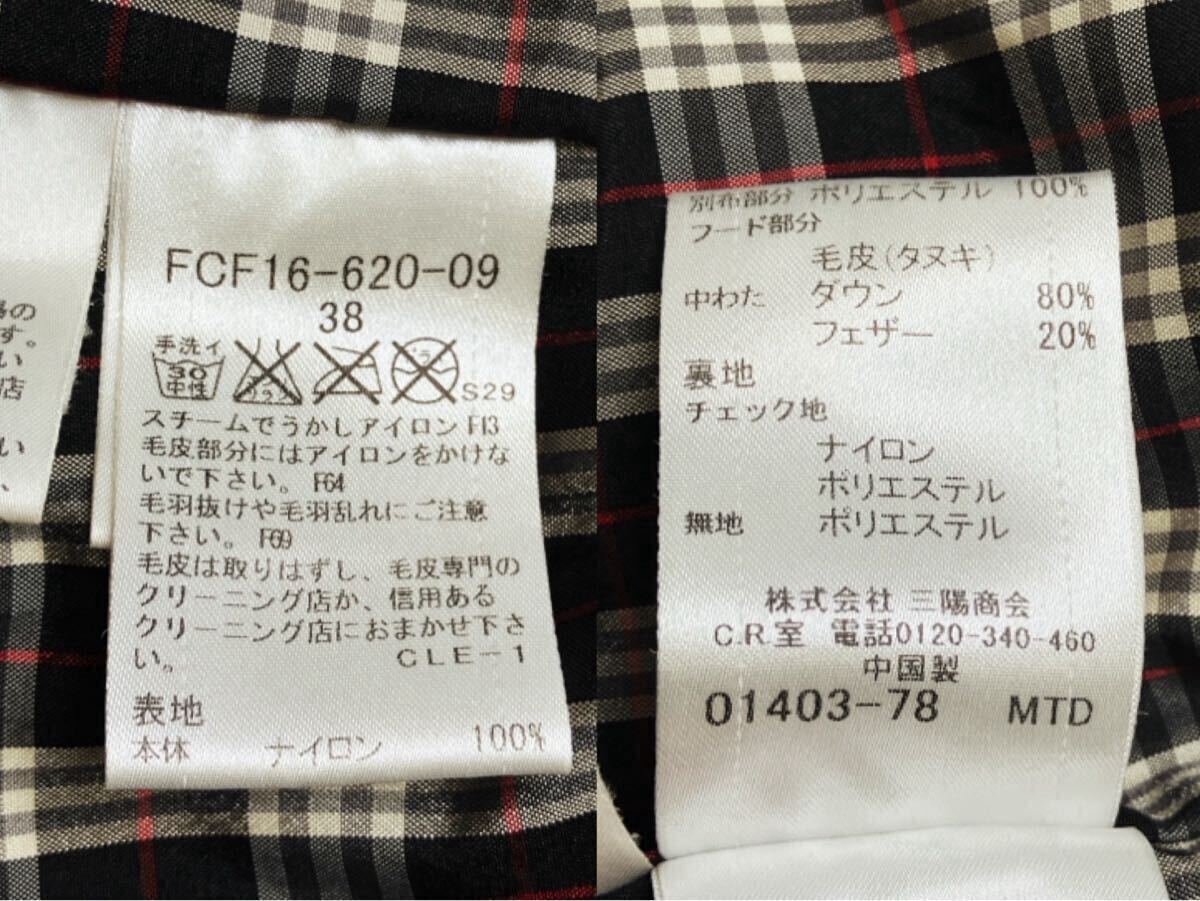 場の
す。
い
店
い
、
FCF16-620-09
38
手洗イ
30
中性
S29
スチームでうかしアイロン F13
毛皮部分にはアイロンをかけな
いで下さい。 F64
毛羽抜けや毛羽乱れにご注意
下さい。 F69
毛皮は取りはずし、毛皮専門の
クリーニング店か、信用ある
クリーニング店におまかせ下さ
い。 CLE-1
表地
本体 ナイロン 100%
別布部分 ポリエステル 100%
フード部分
毛皮(タヌキ)
中わた ダウン 80%
フェザー 20%
裏地
チェック地
ナイロン
ポリエステル
無地 ポリエステル
株式会社 三陽商会
C.R室 電話0120-340-460
中国製
01403-78 MTD